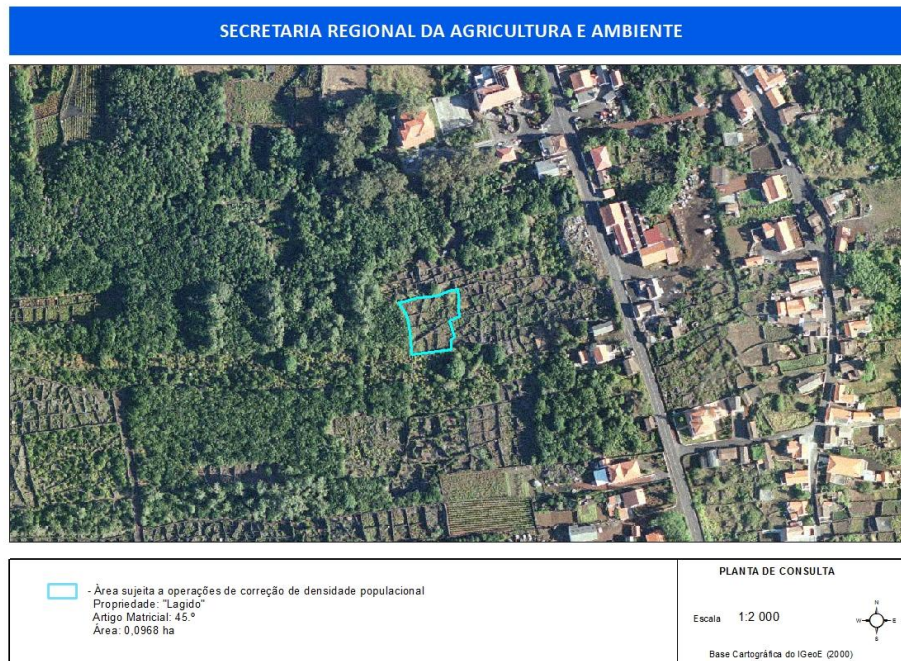 SECRETARIA REGIONAL DA AGRICULTURA E AMBIENTE
- Área sujeita a operações de correção de densidade populacional
Propriedade: "Lagido"
Artigo Matricial: 45.º
Área: 0,0968 ha
PLANTA DE CONSULTA
Escala 1:2 000
N
W E
S
Base Cartográfica do IGeoE (2000)